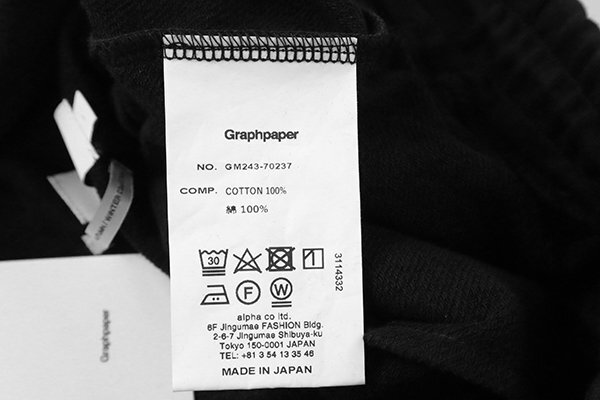 Graphpaper
NO. GM243-70237
COMP. COTTON 100%
綿 100%
30
F
W
3114332
alpha co ltd.
6F Jingumae FASHION Bldg.
2-6-7 Jingumae Shibuya-ku
Tokyo 150-0001 JAPAN
TEL: +81 3 54 13 35 46
MADE IN JAPAN
Graphpaper